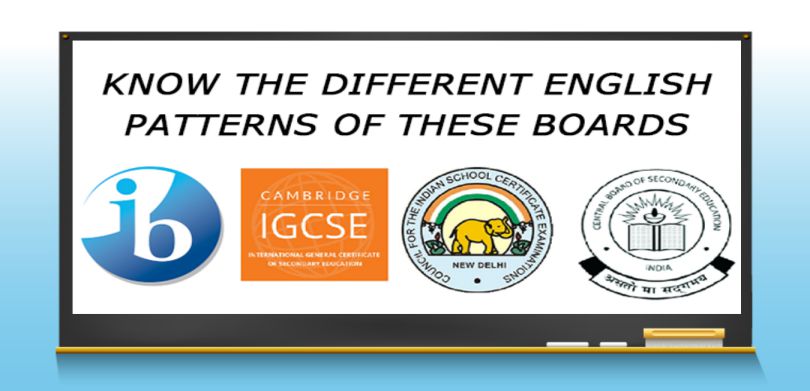 KNOW THE DIFFERENT ENGLISH
PATTERNS OF THESE BOARDS
ib
CAMBRIDGE
IGCSE
INTERNATIONAL GENERAL CERTIFICATE
OF SECONDARY EDUCATION
COUNCIL FOR THE INDIAN SCHOOL CERTIFICATE EXAMINATIONS
NEW DELHI
CENTRAL BOARD OF SECONDARY EDUCATION
INDIA
असतो मा सद्गमय